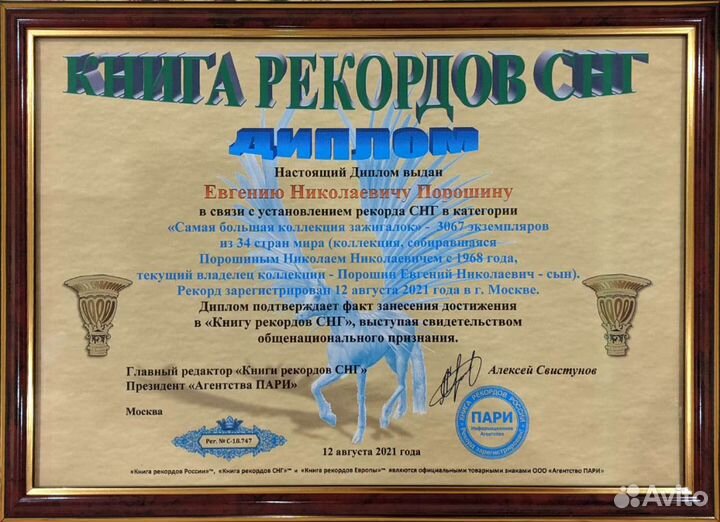 КНИГА РЕКОРДОВ СНГ
ДИПЛОМ
Настоящий Диплом выдан
Евгению Николаевичу Порошину
в связи с установлением рекорда СНГ в категории
«Самая большая коллекция зажигалок» - 3067 экземпляров
из 34 стран мира (коллекция, собиравшаяся
Порошиным Николаем Николаевичем с 1968 года,
текущий владелец коллекции - Порошин Евгений Николаевич - сын).
Рекорд зарегистрирован 12 августа 2021 года в г. Москве.
Диплом подтверждает факт занесения достижения
в «Книгу рекордов СНГ», выступая свидетельством
общенационального признания.
Главный редактор «Книги рекордов СНГ»
Президент «Агентства ПАРИ»
Алексей Свистунов
Москва
КНИГА РЕКОРДОВ РОССИИ
ПАРИ
Информационное
Агентство
Рег. № С-18.747
12 августа 2021 года
«Книга рекордов России»™, «Книга рекордов СНГ»™ и «Книга рекордов Европы»™ являются официальными товарными знаками ООО «Агентство ПАРИ»
Avito